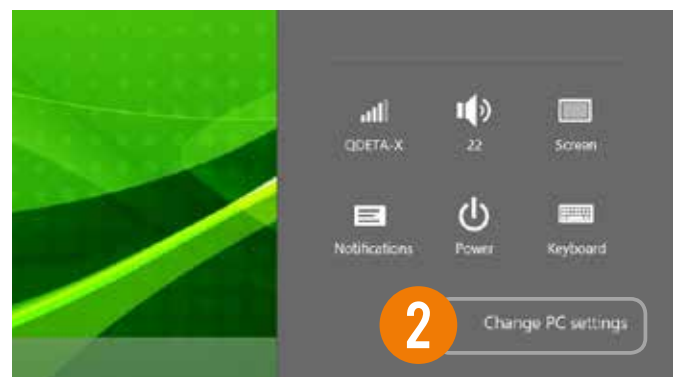 QDETA-X 22 Screen
Notifications Power Keyboard
2 Change PC settings